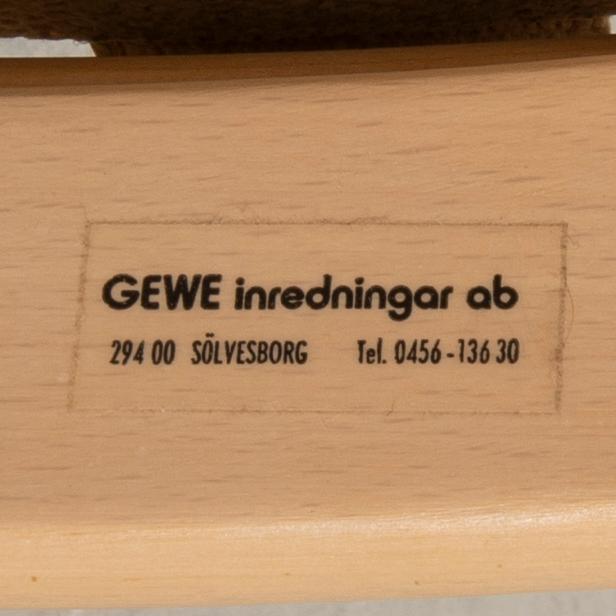 GEWE inredningar ab
294 00 SÖLVESBORG Tel. 0456-136 30